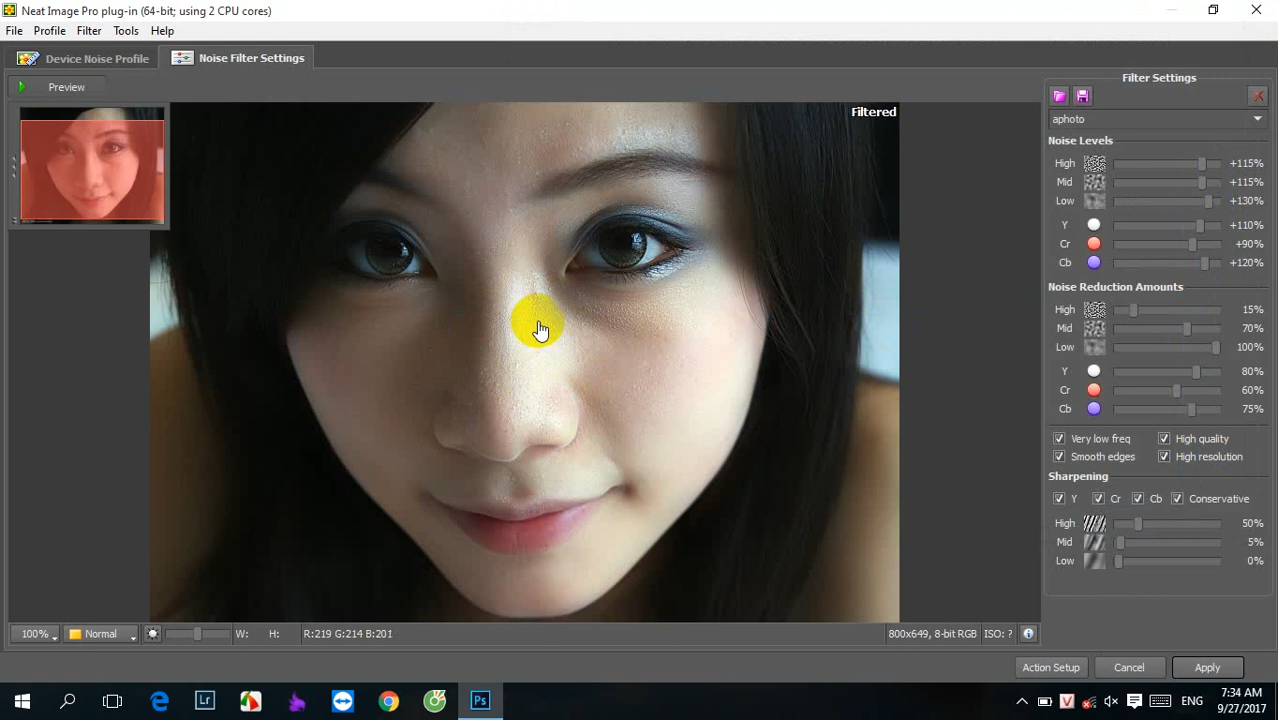 Neat Image Pro plug-in (64-bit; using 2 CPU cores)
File Profile Filter Tools Help
Device Noise Profile Noise Filter Settings
Preview
Filtered
Filter Settings
aphoto
Noise Levels
High +115%
Mid +115%
Low +130%
Y +110%
Cr +90%
Cb +120%
Noise Reduction Amounts
High 15%
Mid 70%
Low 100%
Y 80%
Cr 60%
Cb 75%
Very low freq High quality
Smooth edges High resolution
Sharpening
Y Cr Cb Conservative
High 50%
Mid 5%
Low 0%
100% Normal W: H: R:219 G:214 B:201 800x649, 8-bit RGB ISO: ?
Action Setup Cancel Apply
Lr Ps V ENG 7:34 AM
9/27/2017